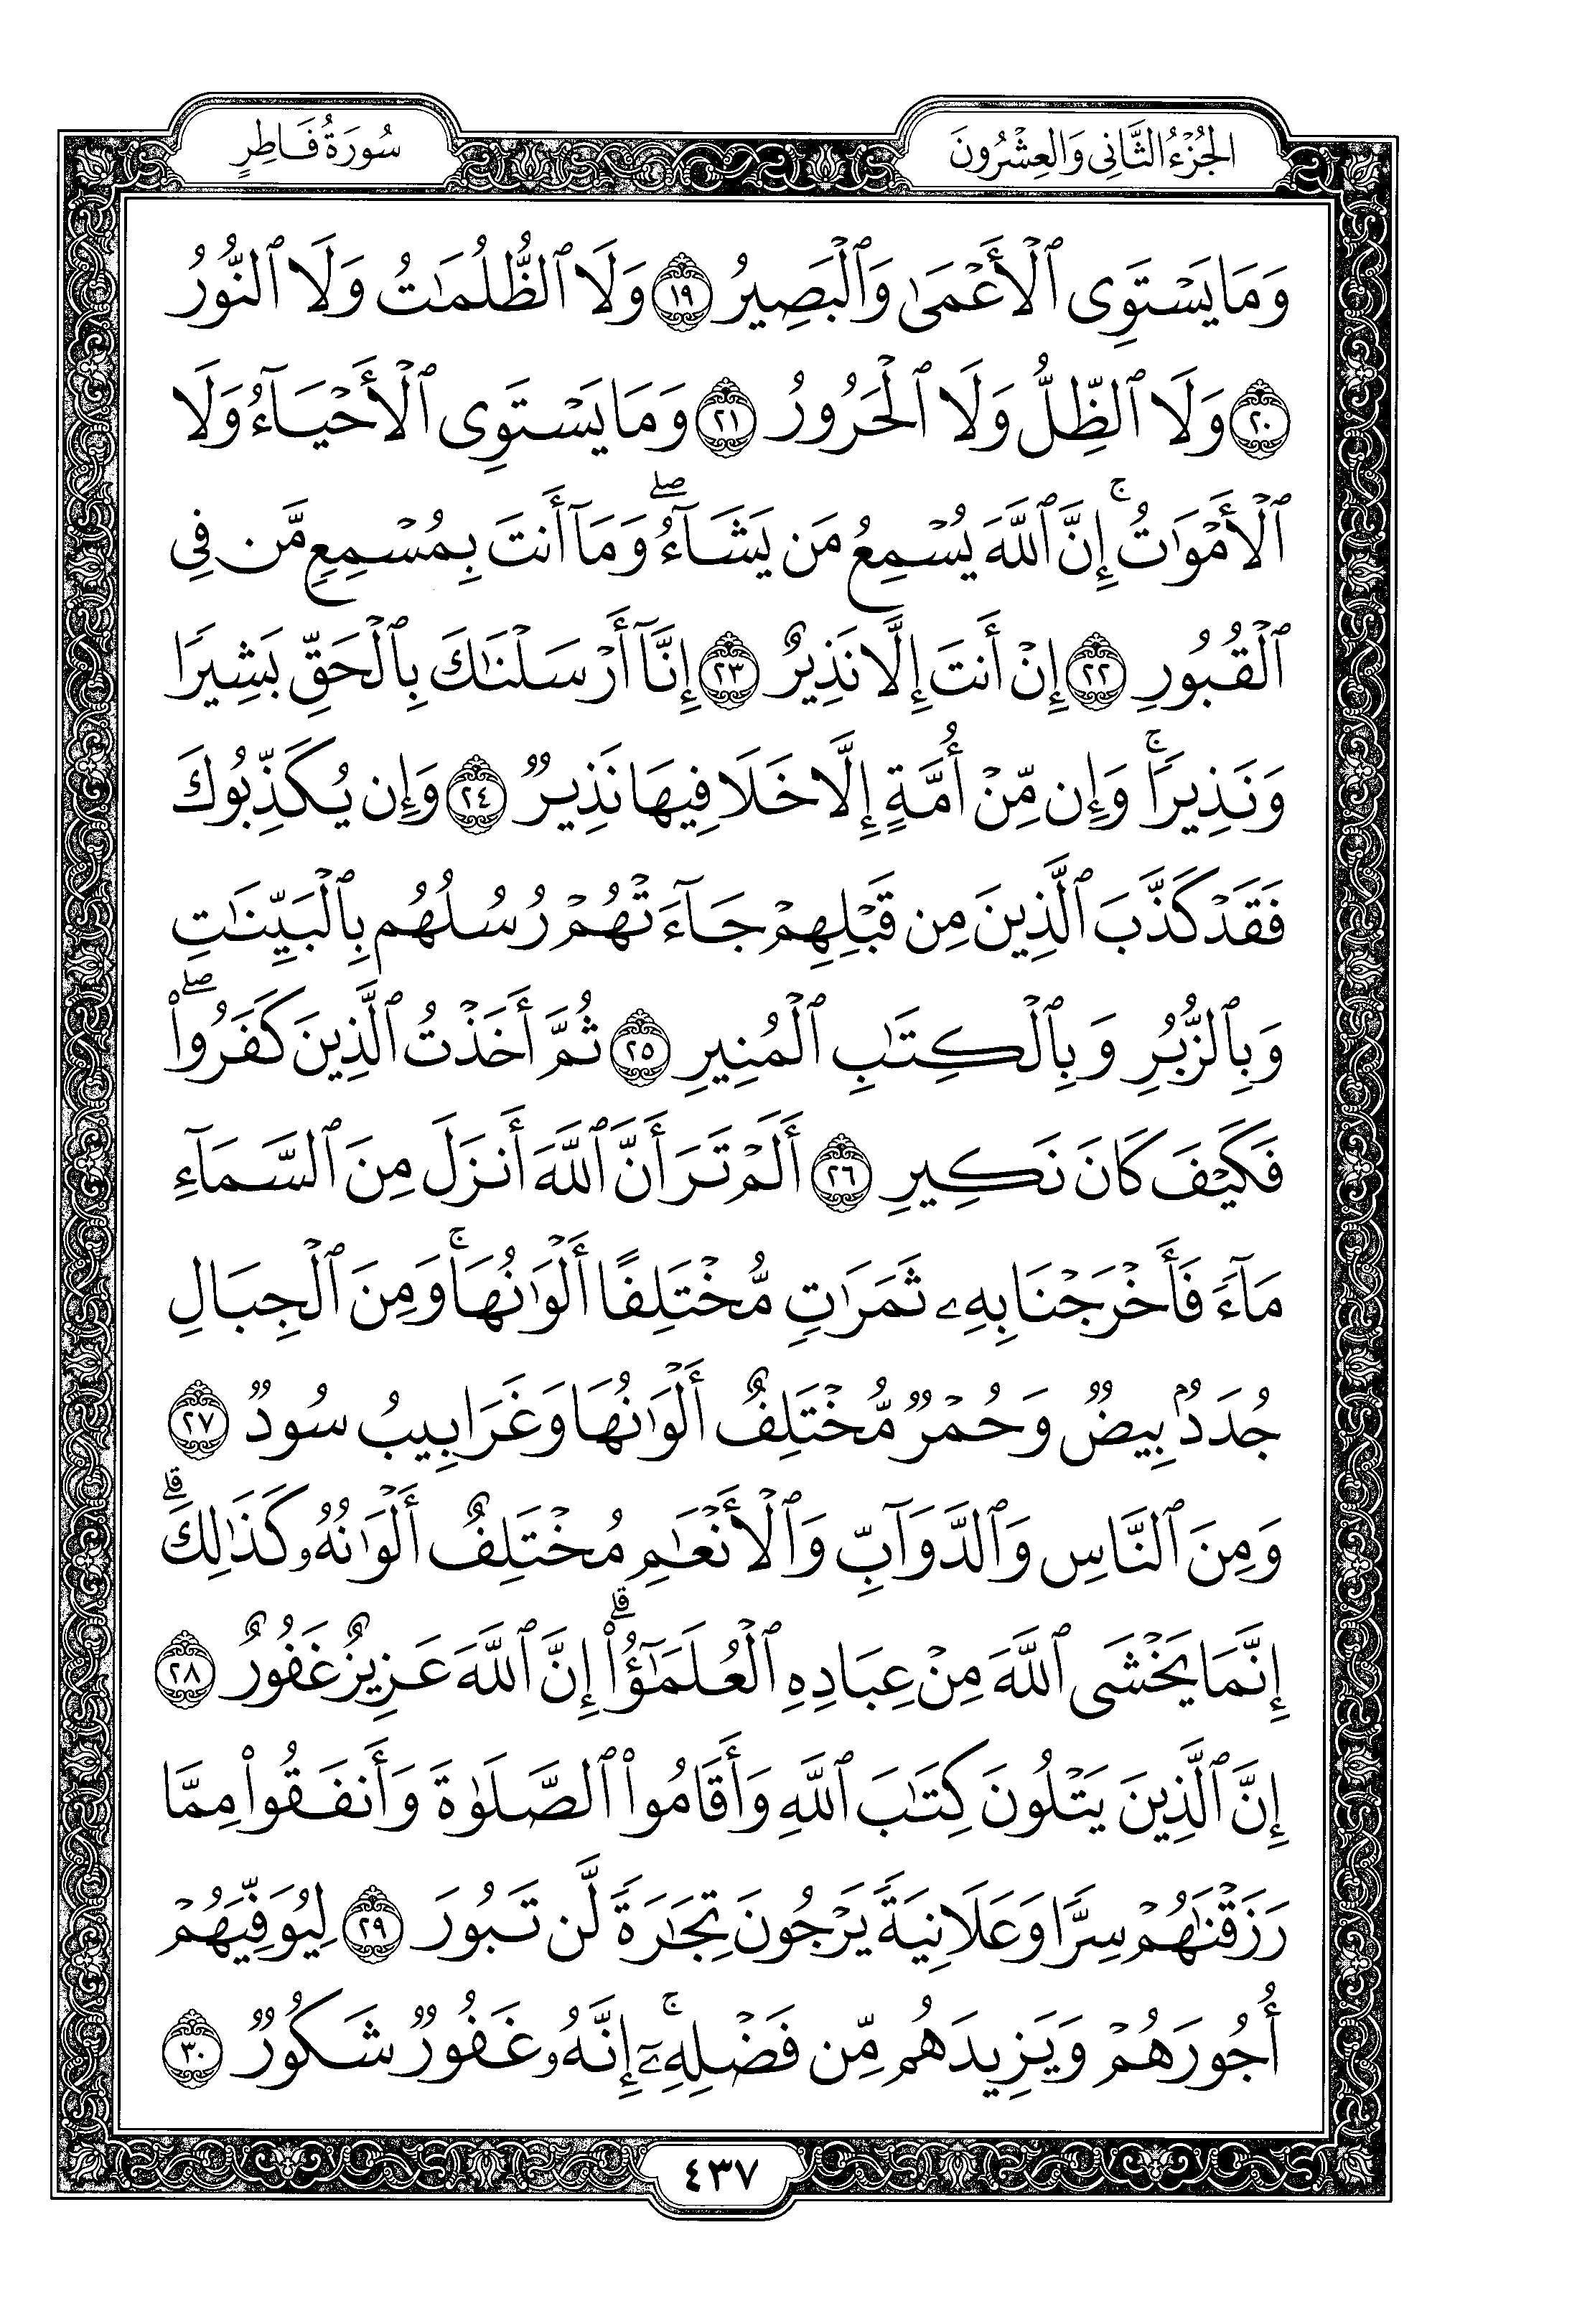 الجُزْءُ الثَّانِي وَالعِشْرُونَ
سُورَةُ فَاطِرٍ
وَمَا يَسْتَوِى ٱلْأَعْمَىٰ وَٱلْبَصِيرُ ١٩ وَلَا ٱلظُّلُمَـٰتُ وَلَا ٱلنُّورُ
٢٠ وَلَا ٱلظِّلُّ وَلَا ٱلْحَرُورُ ٢١ وَمَا يَسْتَوِى ٱلْأَحْيَآءُ وَلَا
ٱلْأَمْوَٰتُ ۚ إِنَّ ٱللَّهَ يُسْمِعُ مَن يَشَآءُ ۖ وَمَآ أَنتَ بِمُسْمِعٍ مَّن فِى
ٱلْقُبُورِ ٢٢ إِنْ أَنتَ إِلَّا نَذِيرٌ ٢٣ إِنَّآ أَرْسَلْنَـٰكَ بِٱلْحَقِّ بَشِيرًا
وَنَذِيرًا ۚ وَإِن مِّنْ أُمَّةٍ إِلَّا خَلَا فِيهَا نَذِيرٌ ٢٤ وَإِن يُكَذِّبُوكَ
فَقَدْ كَذَّبَ ٱلَّذِينَ مِن قَبْلِهِمْ جَآءَتْهُمْ رُسُلُهُم بِٱلْبَيِّنَـٰتِ
وَبِٱلزُّبُرِ وَبِٱلْكِتَـٰبِ ٱلْمُنِيرِ ٢٥ ثُمَّ أَخَذْتُ ٱلَّذِينَ كَفَرُوا۟ ۖ
فَكَيْفَ كَانَ نَكِيرِ ٢٦ أَلَمْ تَرَ أَنَّ ٱللَّهَ أَنزَلَ مِنَ ٱلسَّمَآءِ
مَآءً فَأَخْرَجْنَا بِهِۦ ثَمَرَٰتٍ مُّخْتَلِفًا أَلْوَٰنُهَا ۚ وَمِنَ ٱلْجِبَالِ
جُدَدٌۢ بِيضٌ وَحُمْرٌ مُّخْتَلِفٌ أَلْوَٰنُهَا وَغَرَابِيبُ سُودٌ ٢٧
وَمِنَ ٱلنَّاسِ وَٱلدَّوَآبِّ وَٱلْأَنْعَـٰمِ مُخْتَلِفٌ أَلْوَٰنُهُۥ كَذَٰلِكَ ۗ
إِنَّمَا يَخْشَى ٱللَّهَ مِنْ عِبَادِهِ ٱلْعُلَمَـٰٓؤُا۟ ۗ إِنَّ ٱللَّهَ عَزِيزٌ غَفُورٌ ٢٨
إِنَّ ٱلَّذِينَ يَتْلُونَ كِتَـٰبَ ٱللَّهِ وَأَقَامُوا۟ ٱلصَّلَوٰةَ وَأَنفَقُوا۟ مِمَّا
رَزَقْنَـٰهُمْ سِرًّا وَعَلَانِيَةً يَرْجُونَ تِجَـٰرَةً لَّن تَبُورَ ٢٩ لِيُوَفِّيَهُمْ
أُجُورَهُمْ وَيَزِيدَهُم مِّن فَضْلِهِۦٓ ۚ إِنَّهُۥ غَفُورٌ شَكُورٌ ٣٠
٤٣٧